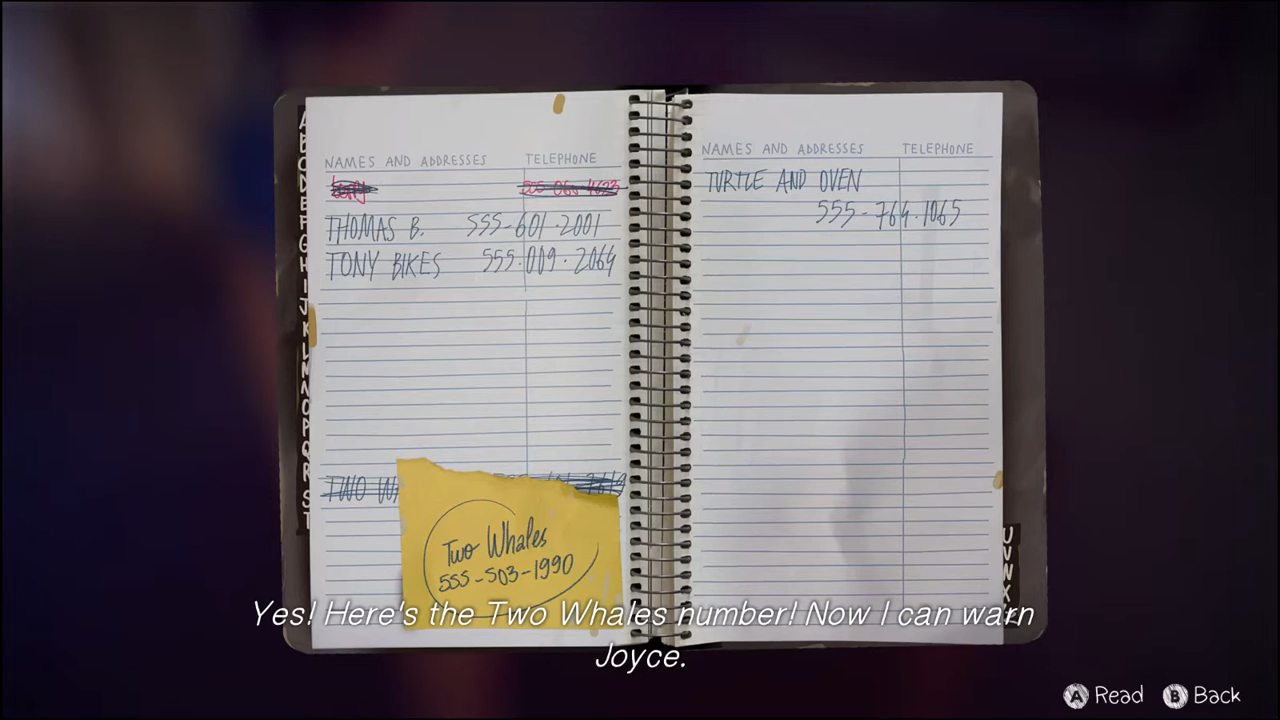 NAMES AND ADDRESSES TELEPHONE
THOMAS B. 555-601-2001
TONY BIKES 555.009.2064
TWO
Two Whales
555-503-1990
NAMES AND ADDRESSES TELEPHONE
TURTLE AND OVEN
555-764.1065
A
B
C
D
E
F
G
H
I
J
K
L
M
N
O
P
Q
R
S
T
U
V
W
X
Yes! Here's the Two Whales number! Now I can warn
Joyce.
A Read B Back